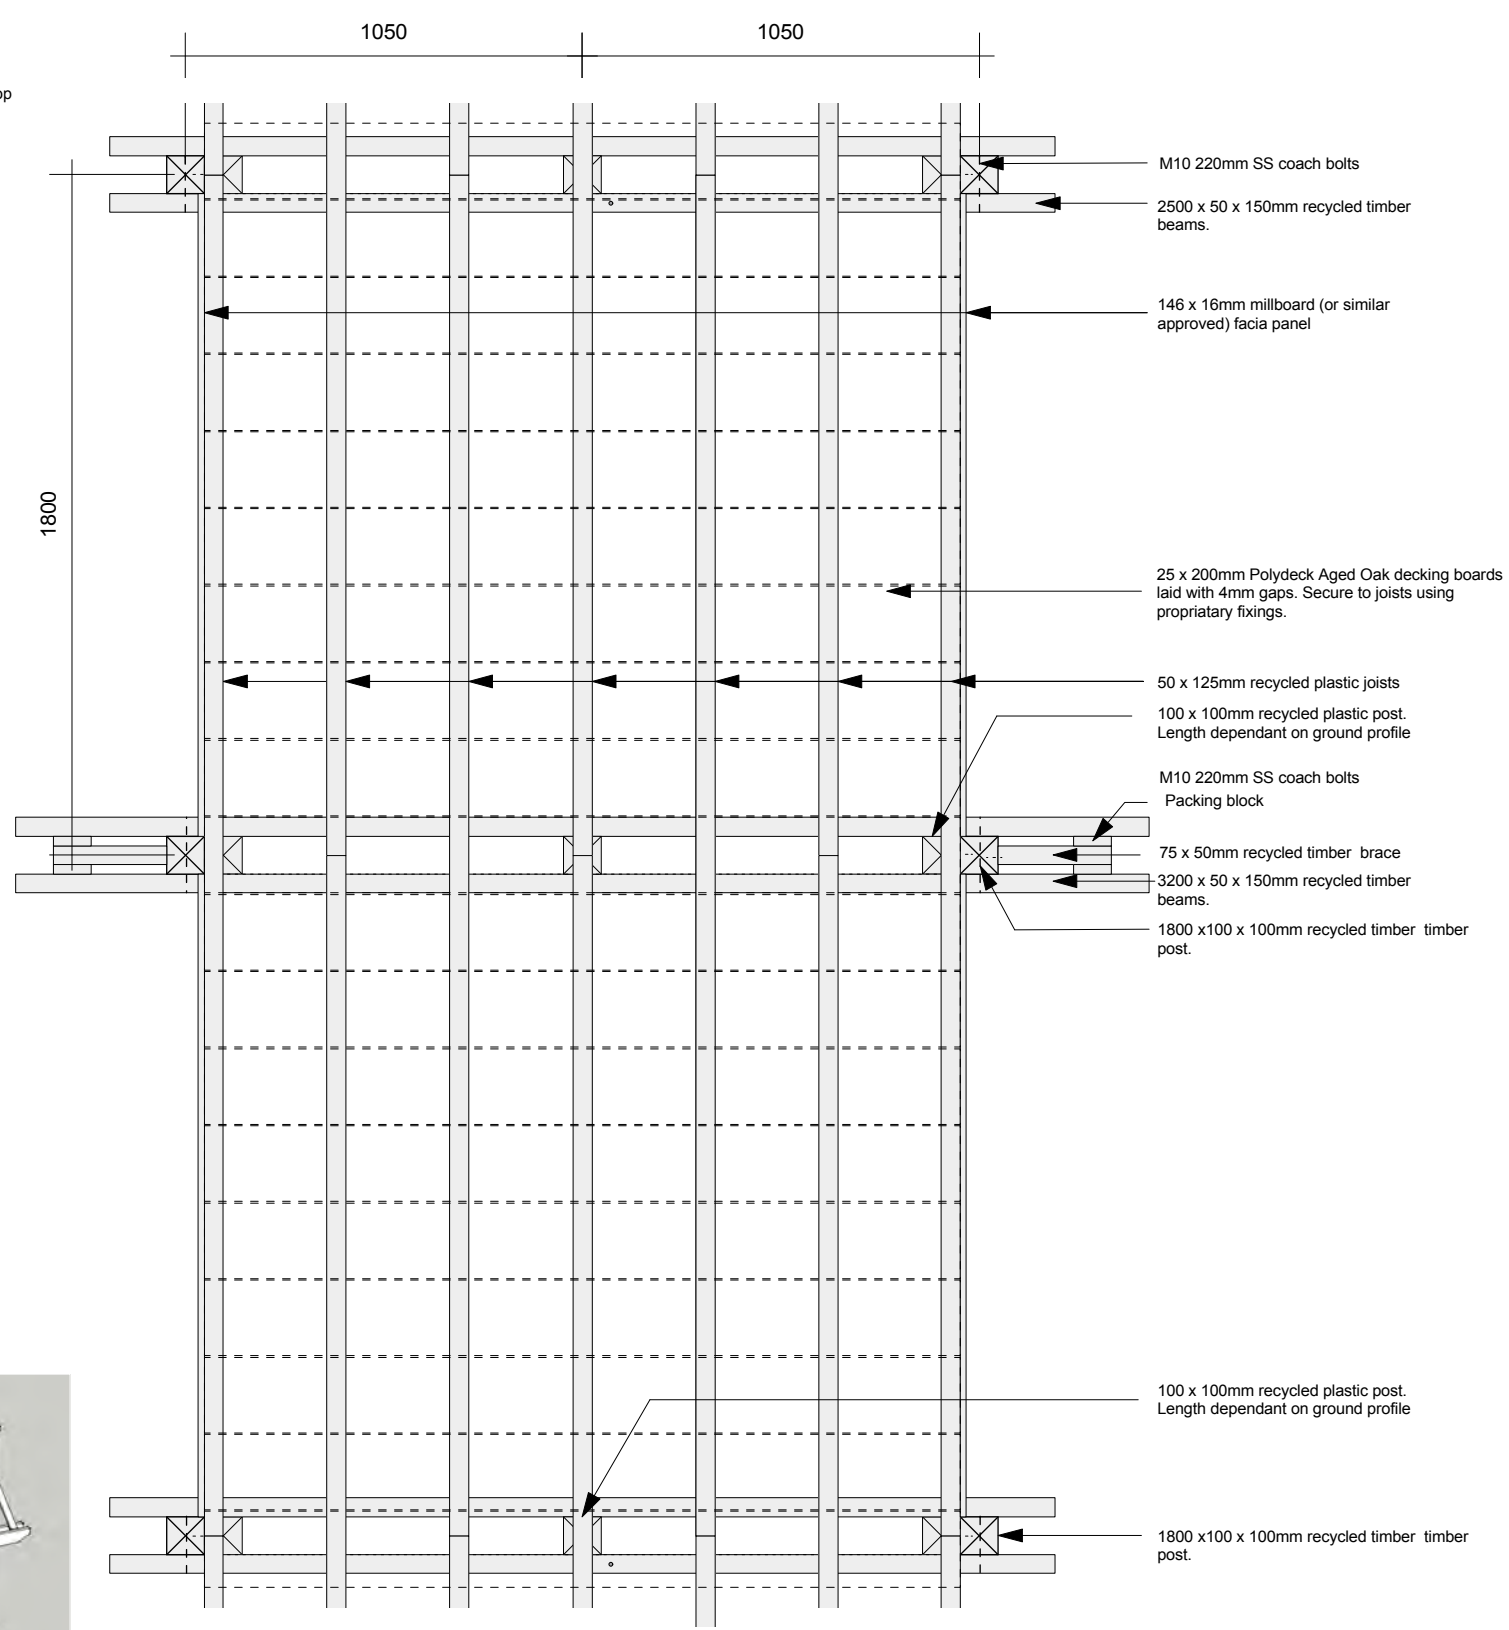 1050
1050
op
M10 220mm SS coach bolts
2500 x 50 x 150mm recycled timber
beams.
146 x 16mm millboard (or similar
approved) facia panel
1800
25 x 200mm Polydeck Aged Oak decking boards
laid with 4mm gaps. Secure to joists using
propriatary fixings.
50 x 125mm recycled plastic joists
100 x 100mm recycled plastic post.
Length dependant on ground profile
M10 220mm SS coach bolts
Packing block
75 x 50mm recycled timber  brace
3200 x 50 x 150mm recycled timber
beams.
1800 x100 x 100mm recycled timber  timber
post.
100 x 100mm recycled plastic post.
Length dependant on ground profile
1800 x100 x 100mm recycled timber  timber
post.